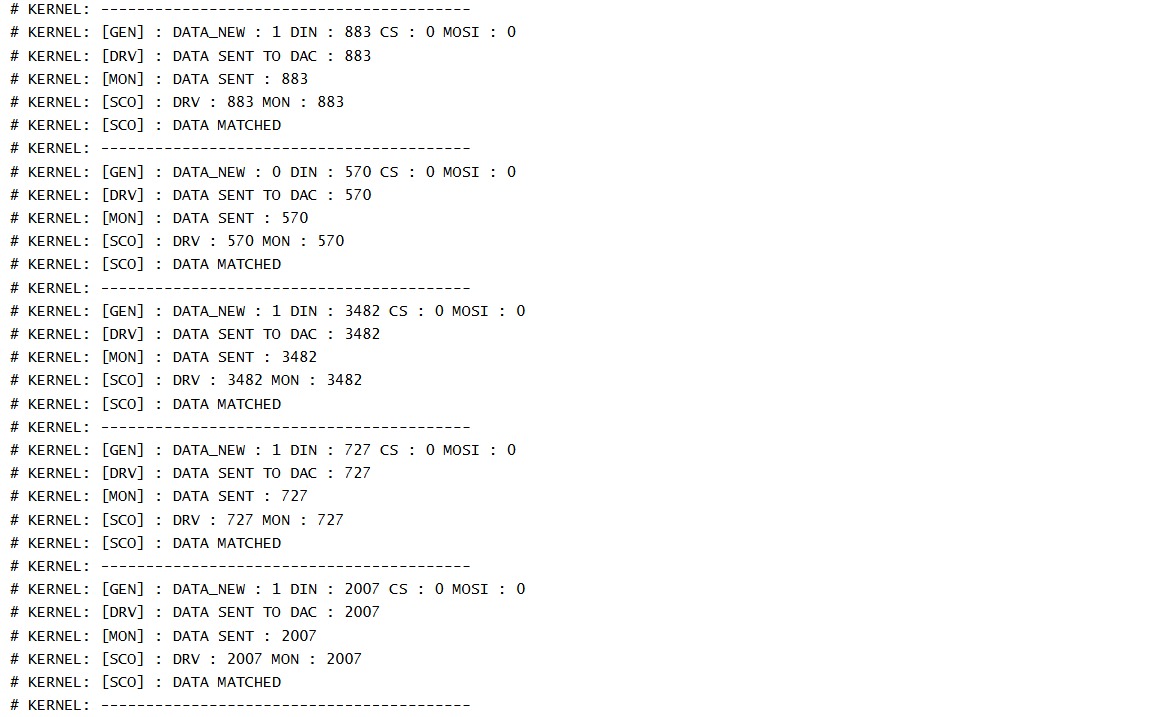 # KERNEL: -----------------------------------------
# KERNEL: [GEN] : DATA_NEW : 1 DIN : 883 CS : 0 MOSI : 0
# KERNEL: [DRV] : DATA SENT TO DAC : 883
# KERNEL: [MON] : DATA SENT : 883
# KERNEL: [SCO] : DRV : 883 MON : 883
# KERNEL: [SCO] : DATA MATCHED
# KERNEL: -----------------------------------------
# KERNEL: [GEN] : DATA_NEW : 0 DIN : 570 CS : 0 MOSI : 0
# KERNEL: [DRV] : DATA SENT TO DAC : 570
# KERNEL: [MON] : DATA SENT : 570
# KERNEL: [SCO] : DRV : 570 MON : 570
# KERNEL: [SCO] : DATA MATCHED
# KERNEL: -----------------------------------------
# KERNEL: [GEN] : DATA_NEW : 1 DIN : 3482 CS : 0 MOSI : 0
# KERNEL: [DRV] : DATA SENT TO DAC : 3482
# KERNEL: [MON] : DATA SENT : 3482
# KERNEL: [SCO] : DRV : 3482 MON : 3482
# KERNEL: [SCO] : DATA MATCHED
# KERNEL: -----------------------------------------
# KERNEL: [GEN] : DATA_NEW : 1 DIN : 727 CS : 0 MOSI : 0
# KERNEL: [DRV] : DATA SENT TO DAC : 727
# KERNEL: [MON] : DATA SENT : 727
# KERNEL: [SCO] : DRV : 727 MON : 727
# KERNEL: [SCO] : DATA MATCHED
# KERNEL: -----------------------------------------
# KERNEL: [GEN] : DATA_NEW : 1 DIN : 2007 CS : 0 MOSI : 0
# KERNEL: [DRV] : DATA SENT TO DAC : 2007
# KERNEL: [MON] : DATA SENT : 2007
# KERNEL: [SCO] : DRV : 2007 MON : 2007
# KERNEL: [SCO] : DATA MATCHED
# KERNEL: -----------------------------------------